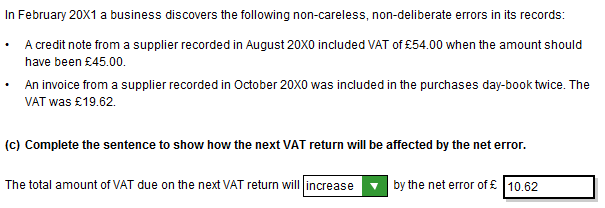 In February 20X1 a business discovers the following non-careless, non-deliberate errors in its records:
• A credit note from a supplier recorded in August 20X0 included VAT of £54.00 when the amount should
have been £45.00.
• An invoice from a supplier recorded in October 20X0 was included in the purchases day-book twice. The
VAT was £19.62.
(c) Complete the sentence to show how the next VAT return will be affected by the net error.
The total amount of VAT due on the next VAT return will increase ▼ by the net error of £ 10.62